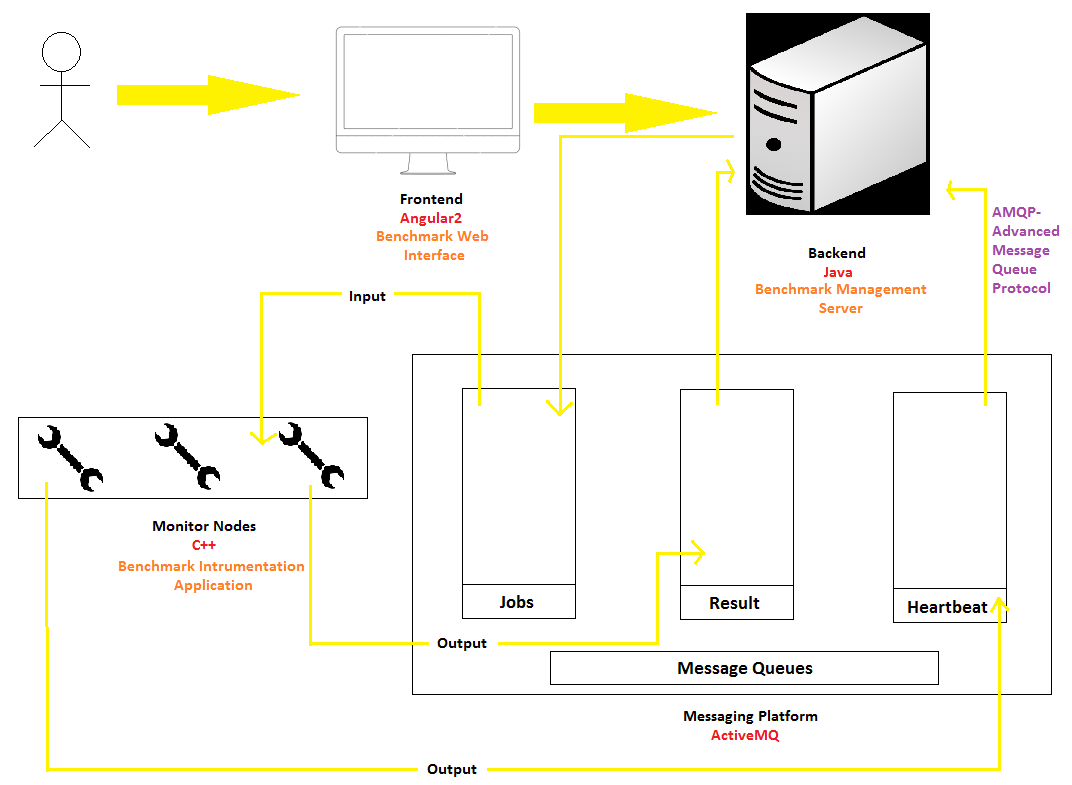 Frontend
Angular2
Benchmark Web
Interface
AMQP-
Advanced
Message
Queue
Protocol
Backend
Java
Benchmark Management
Server
Input
Monitor Nodes
C++
Benchmark Intrumentation
Application
Jobs
Result
Heartbeat
Output
Message Queues
Messaging Platform
ActiveMQ
Output